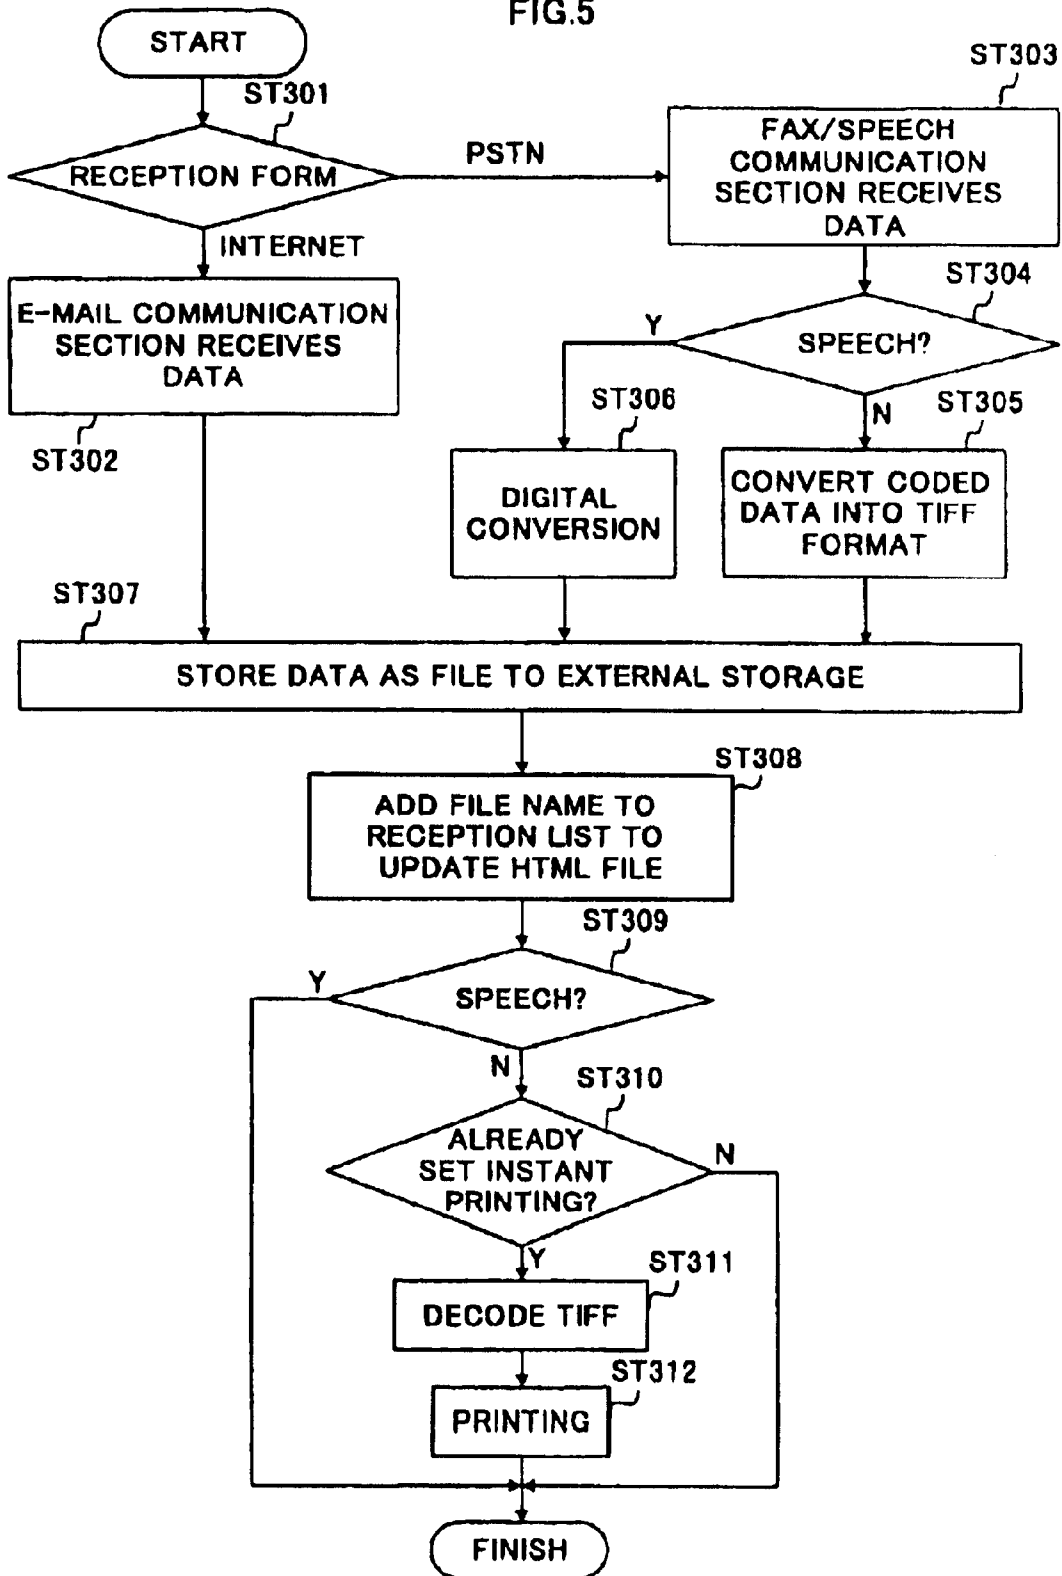 FIG.5
START
ST301
RECEPTION FORM
PSTN
ST303
FAX/SPEECH
COMMUNICATION
SECTION RECEIVES
DATA
INTERNET
E-MAIL COMMUNICATION
SECTION RECEIVES
DATA
ST302
ST304
SPEECH?
Y
N
ST306
DIGITAL
CONVERSION
ST305
CONVERT CODED
DATA INTO TIFF
FORMAT
ST307
STORE DATA AS FILE TO EXTERNAL STORAGE
ST308
ADD FILE NAME TO
RECEPTION LIST TO
UPDATE HTML FILE
ST309
SPEECH?
Y
N
ST310
ALREADY
SET INSTANT
PRINTING?
N
Y
ST311
DECODE TIFF
ST312
PRINTING
FINISH